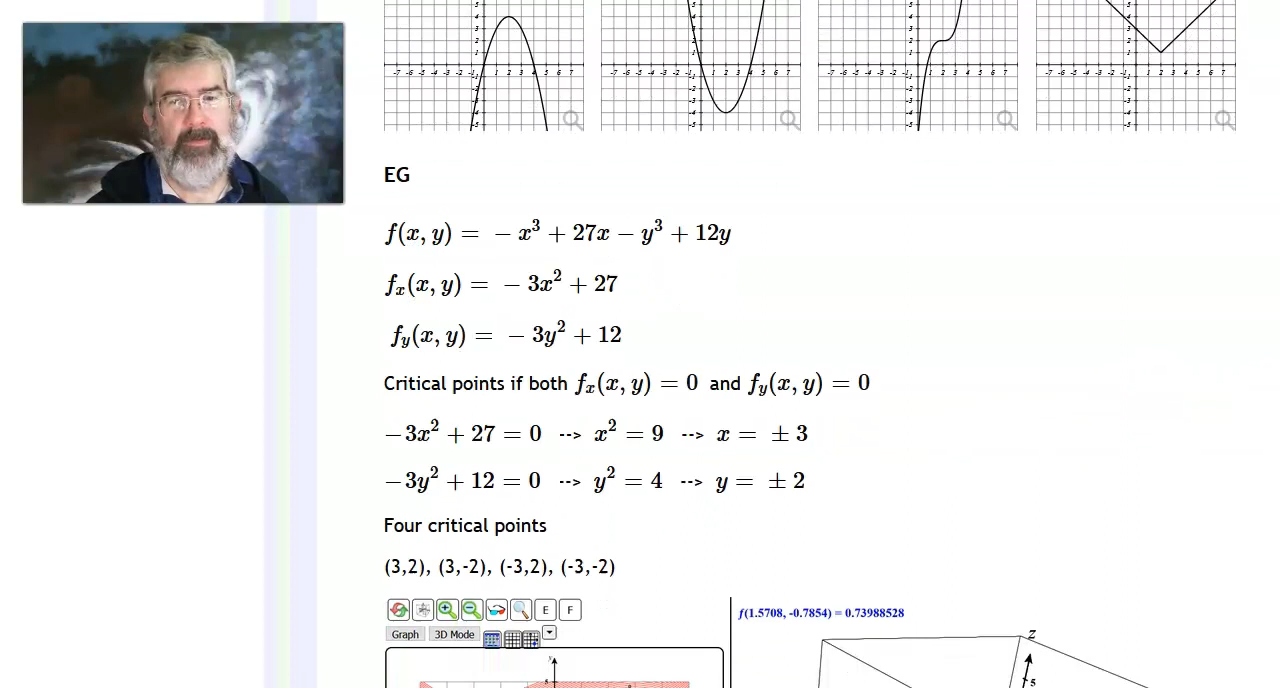 EG
f(x, y) = − x³ + 27x − y³ + 12y
fₓ(x, y) = − 3x² + 27
f_y(x, y) = − 3y² + 12
Critical points if both fₓ(x, y) = 0 and f_y(x, y) = 0
−3x² + 27 = 0 --> x² = 9 --> x = ± 3
−3y² + 12 = 0 --> y² = 4 --> y = ± 2
Four critical points
(3,2), (3,-2), (-3,2), (-3,-2)
E F
f(1.5708, -0.7854) = 0.73988528
Graph 3D Mode
z
5
5